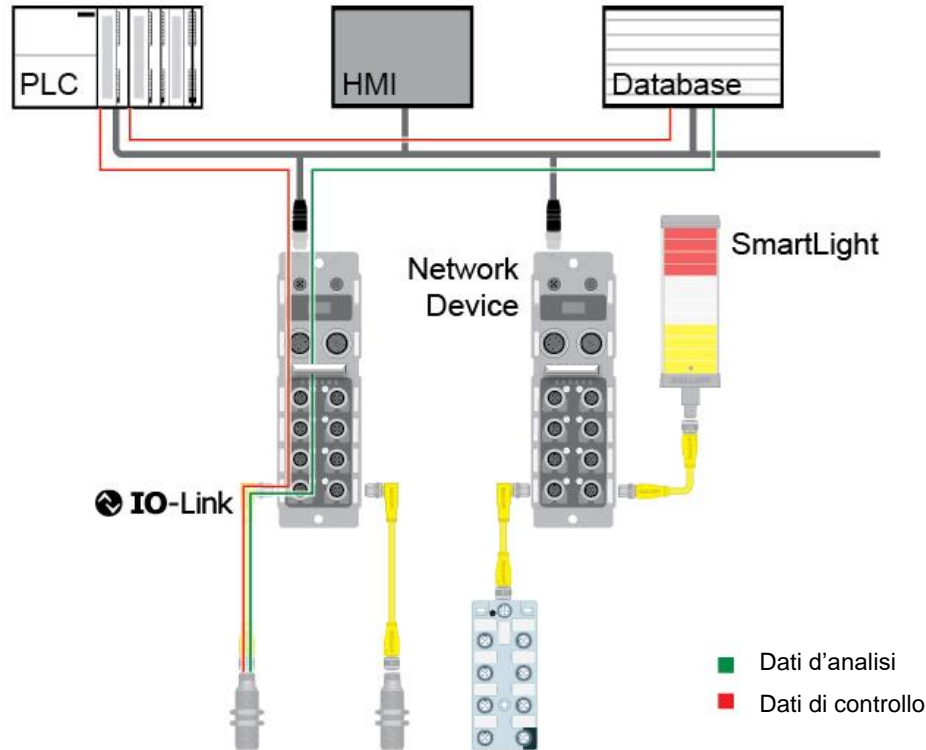 PLC
HMI
Database
SmartLight
Network
Device
IO-Link
Dati d'analisi
Dati di controllo